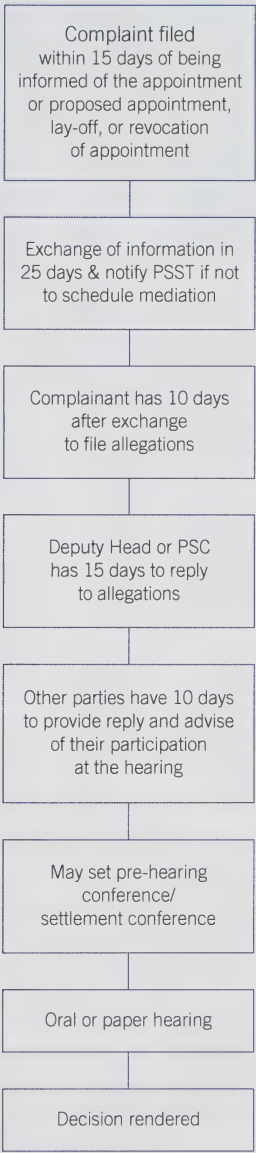 Complaint filed
within 15 days of being
informed of the appointment
or proposed appointment,
lay-off, or revocation
of appointment
Exchange of information in
25 days & notify PSST if not
to schedule mediation
Complainant has 10 days
after exchange
to file allegations
Deputy Head or PSC
has 15 days to reply
to allegations
Other parties have 10 days
to provide reply and advise
of their participation
at the hearing
May set pre-hearing
conference/
settlement conference
Oral or paper hearing
Decision rendered